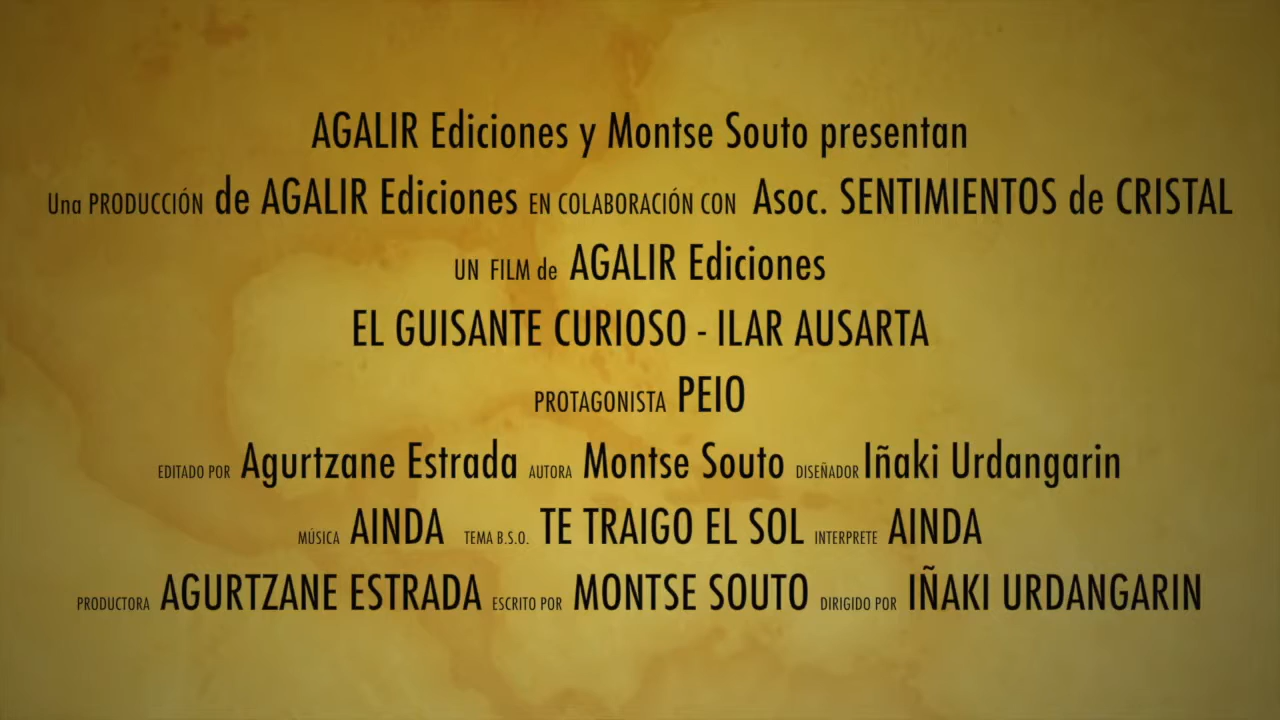 AGALIR Ediciones y Montse Souto presentan
Una PRODUCCIÓN de AGALIR Ediciones EN COLABORACIÓN CON Asoc. SENTIMIENTOS de CRISTAL
UN FILM de AGALIR Ediciones
EL GUISANTE CURIOSO - ILAR AUSARTA
PROTAGONISTA PEIO
EDITADO POR Agurtzane Estrada AUTORA Montse Souto DISEÑADOR Iñaki Urdangarin
MÚSICA AINDA TEMA B.S.O. TE TRAIGO EL SOL INTERPRETE AINDA
PRODUCTORA AGURTZANE ESTRADA ESCRITO POR MONTSE SOUTO DIRIGIDO POR IÑAKI URDANGARIN